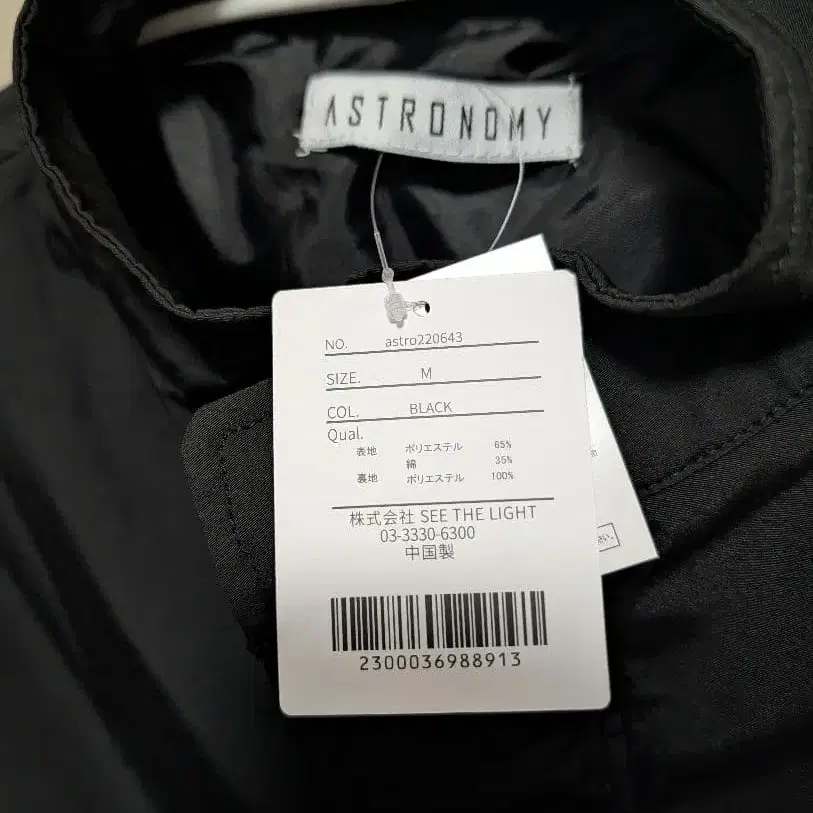 ASTRONOMY
NO. astro220643
SIZE. M
COL. BLACK
Qual.
表地 ポリエステル 65%
綿 35%
裏地 ポリエステル 100%
株式会社 SEE THE LIGHT
03-3330-6300
中国製
2300036988913